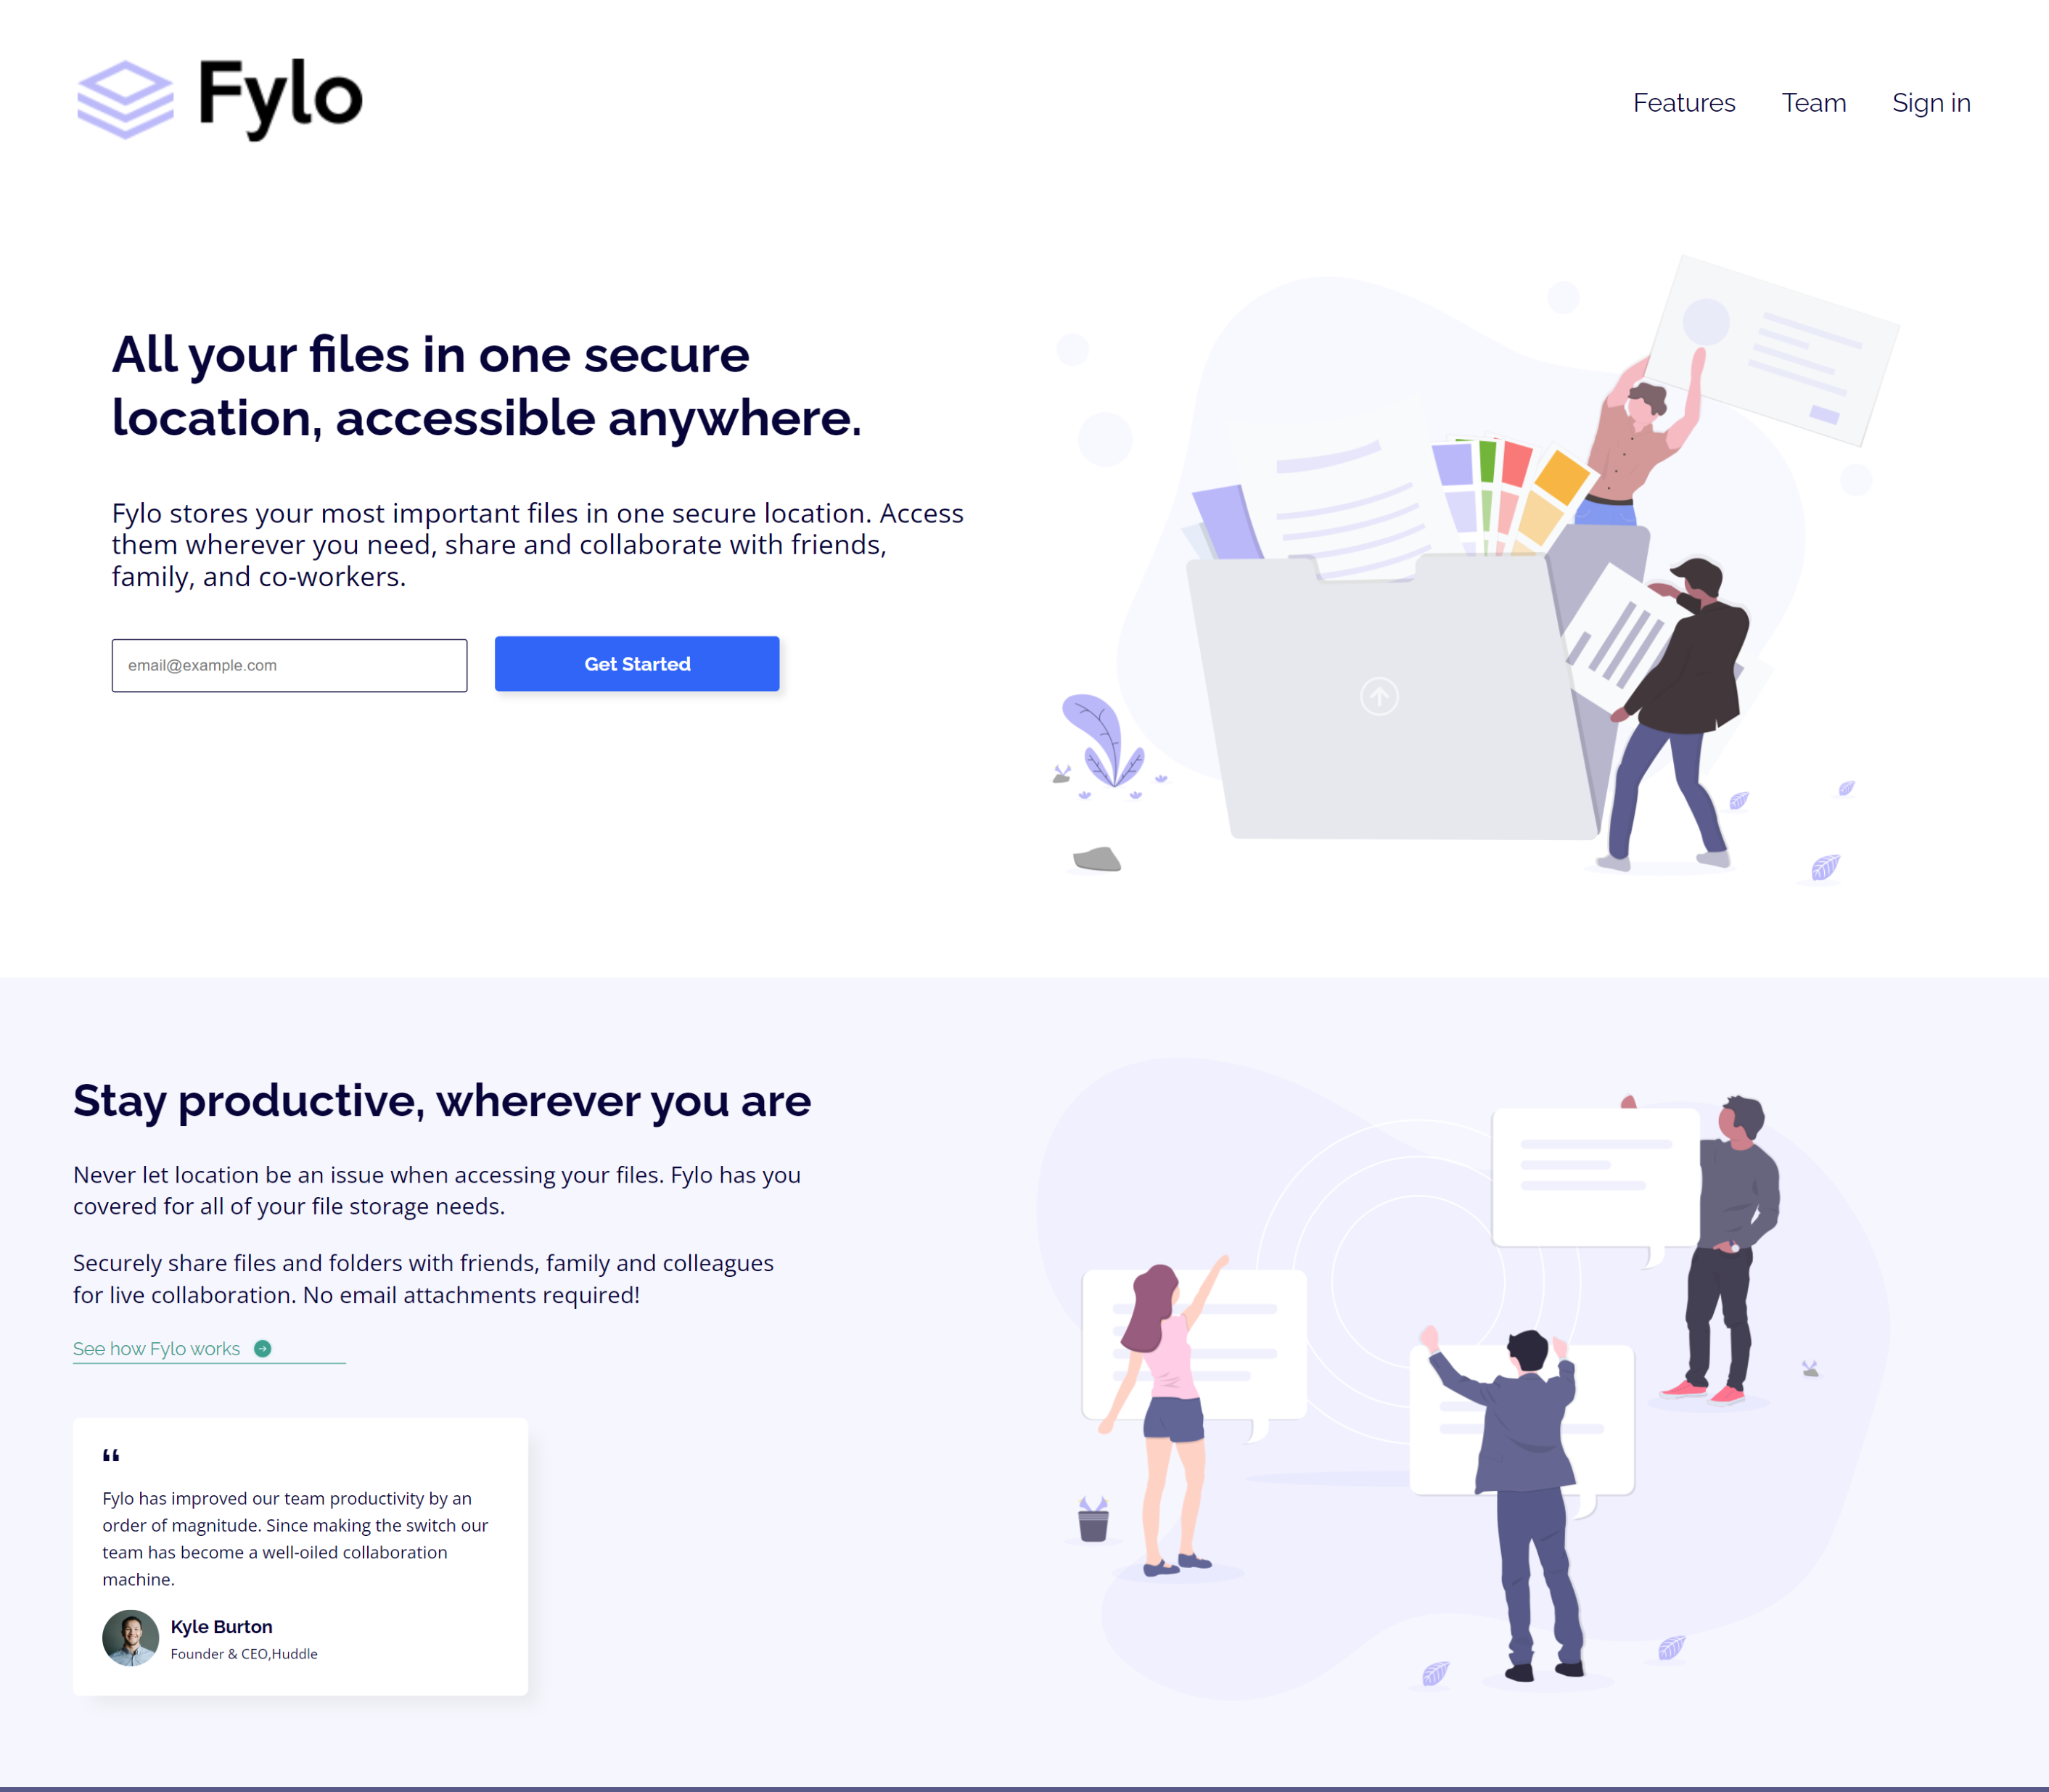 Fylo
Features Team Sign in
All your files in one secure
location, accessible anywhere.
Fylo stores your most important files in one secure location. Access
them wherever you need, share and collaborate with friends,
family, and co-workers.
email@example.com
Get Started
Stay productive, wherever you are
Never let location be an issue when accessing your files. Fylo has you
covered for all of your file storage needs.
Securely share files and folders with friends, family and colleagues
for live collaboration. No email attachments required!
See how Fylo works
“
Fylo has improved our team productivity by an
order of magnitude. Since making the switch our
team has become a well-oiled collaboration
machine.
Kyle Burton
Founder & CEO,Huddle